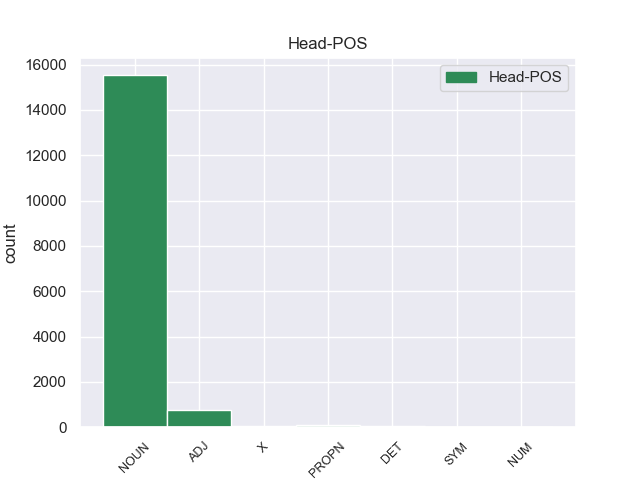 Head-POS
16000
Head-POS
14000
12000
10000
8000
6000
4000
2000
0
count
NOUN
ADJ
X
PROPN
DET
SYM
NUM